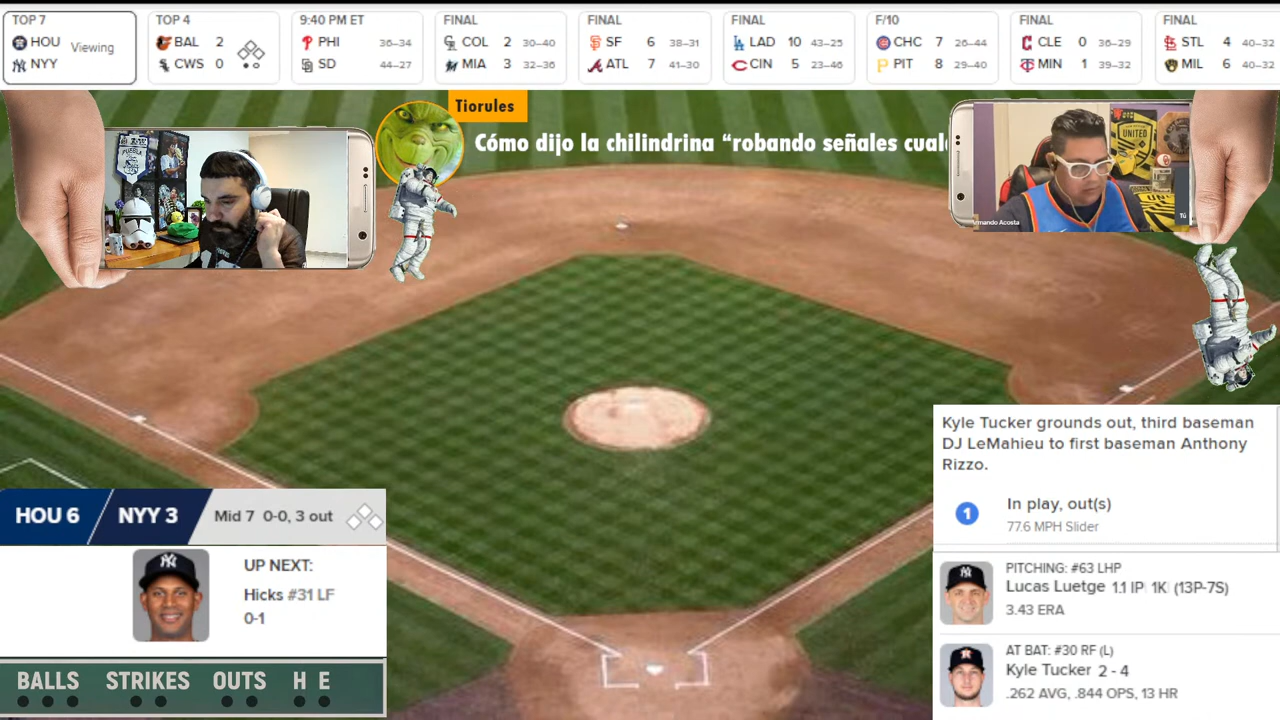 TOP 7
HOU
NYY
Viewing
TOP 4
BAL 2
CWS 0
9:40 PM ET
PHI 36-34
SD 44-27
FINAL
COL 2 30-40
MIA 3 32-36
FINAL
SF 6 38-31
ATL 7 41-30
FINAL
LAD 10 43-25
CIN 5 23-46
F/10
CHC 7 26-44
PIT 8 29-40
FINAL
CLE 0 36-29
MIN 1 39-32
FINAL
STL 4 40-32
MIL 6 40-32
Tiorules
Cómo dijo la chilindrina “robando señales cual
PUEBLA
UNITED
Armando Acosta
Tú
Kyle Tucker grounds out, third baseman
DJ LeMahieu to first baseman Anthony
Rizzo.
1 In play, out(s)
77.6 MPH Slider
HOU 6 NYY 3 Mid 7 0-0, 3 out
UP NEXT:
Hicks #31 LF
0-1
PITCHING: #63 LHP
Lucas Luetge 1.1 IP 1K (13P-7S)
3.43 ERA
AT BAT: #30 RF (L)
Kyle Tucker 2 - 4
.262 AVG, .844 OPS, 13 HR
BALLS STRIKES OUTS H E